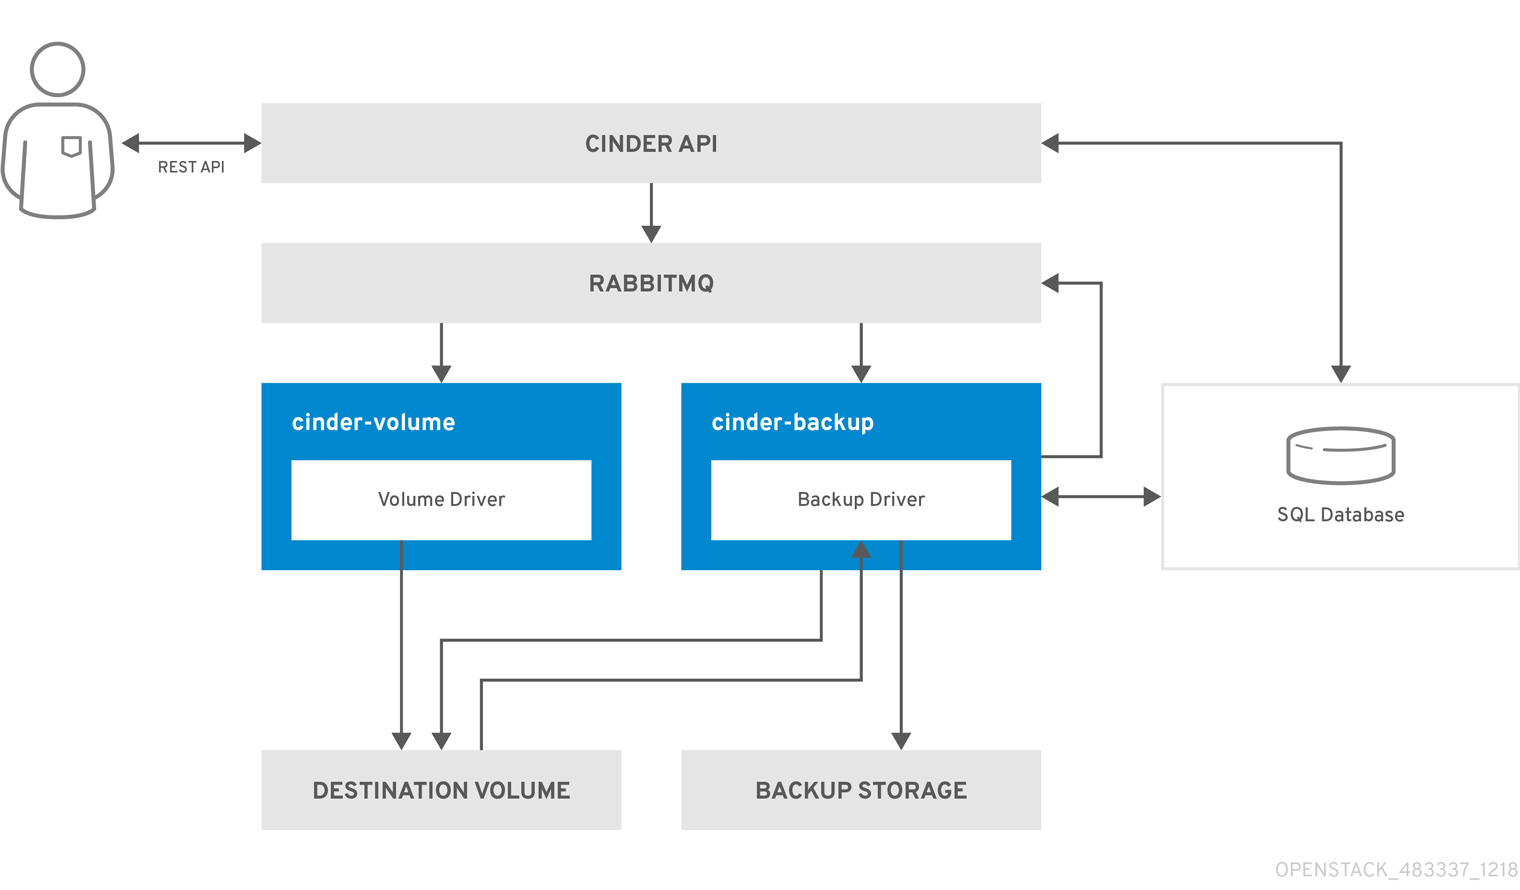 CINDER API
REST API
RABBITMQ
cinder-volume
cinder-backup
Volume Driver
Backup Driver
SQL Database
DESTINATION VOLUME
BACKUP STORAGE
OPENSTACK_483337_1218